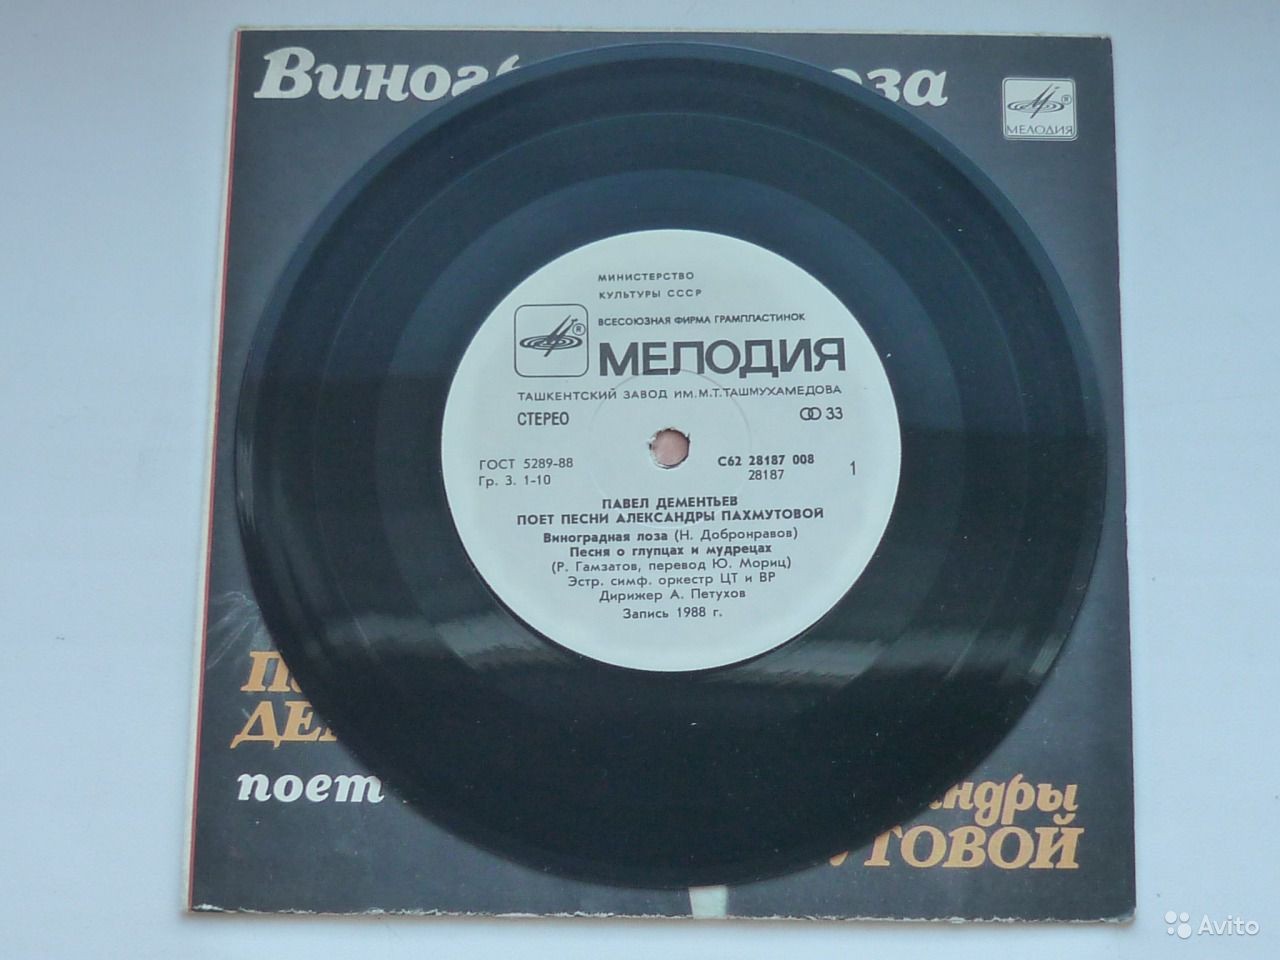 МЕЛОДИЯ
МИНИСТЕРСТВО
КУЛЬТУРЫ СССР
ВСЕСОЮЗНАЯ ФИРМА ГРАМПЛАСТИНОК
МЕЛОДИЯ
ТАШКЕНТСКИЙ ЗАВОД ИМ. М.Т. ТАШМУХАМЕДОВА
СТЕРЕО 33
ГОСТ 5289-88 С62 28187 008
Гр. 3. 1-10 28187 1
ПАВЕЛ ДЕМЕНТЬЕВ
ПОЕТ ПЕСНИ АЛЕКСАНДРЫ ПАХМУТОВОЙ
Виноградная лоза (Н. Добронравов)
Песня о глупцах и мудрецах
(Р. Гамзатов, перевод Ю. Мориц)
Эстр. симф. оркестр ЦТ и ВР
Дирижер А. Петухов
Запись 1988 г.
поет
Avito